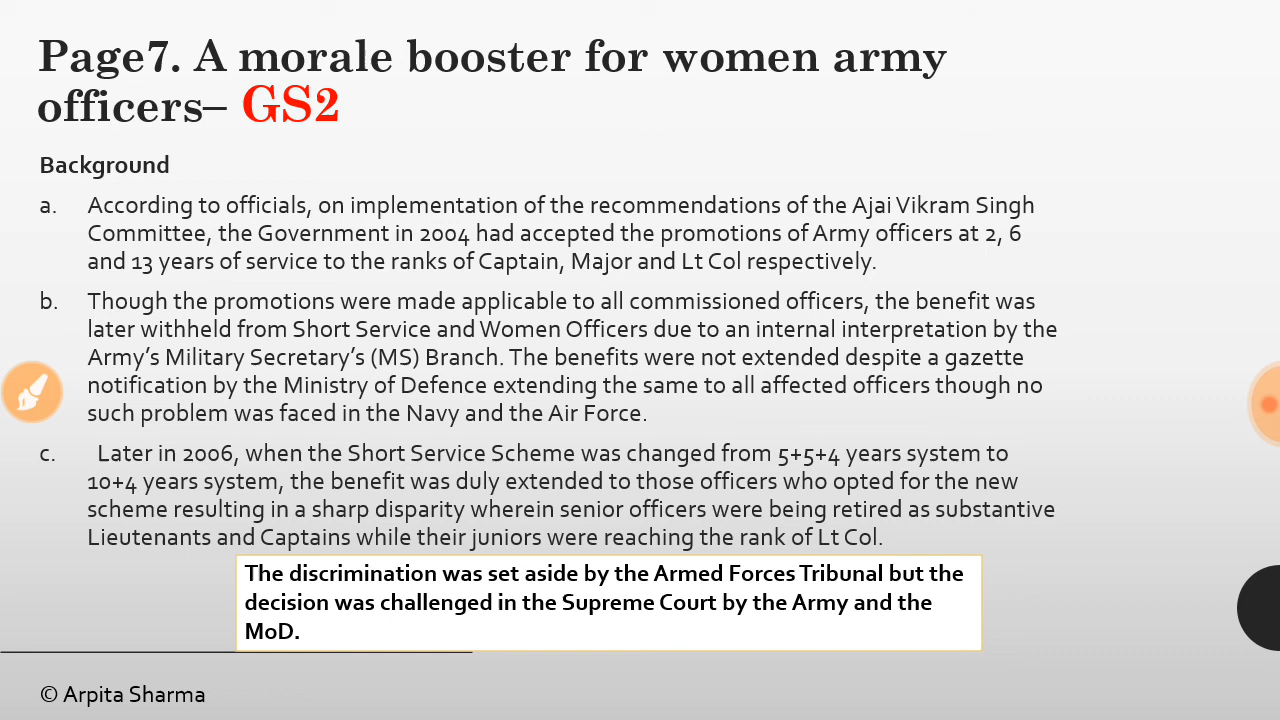 Page7. A morale booster for women army
officers– GS2
Background
a. According to officials, on implementation of the recommendations of the Ajai Vikram Singh
Committee, the Government in 2004 had accepted the promotions of Army officers at 2, 6
and 13 years of service to the ranks of Captain, Major and Lt Col respectively.
b. Though the promotions were made applicable to all commissioned officers, the benefit was
later withheld from Short Service and Women Officers due to an internal interpretation by the
Army’s Military Secretary’s (MS) Branch. The benefits were not extended despite a gazette
notification by the Ministry of Defence extending the same to all affected officers though no
such problem was faced in the Navy and the Air Force.
c. Later in 2006, when the Short Service Scheme was changed from 5+5+4 years system to
10+4 years system, the benefit was duly extended to those officers who opted for the new
scheme resulting in a sharp disparity wherein senior officers were being retired as substantive
Lieutenants and Captains while their juniors were reaching the rank of Lt Col.
The discrimination was set aside by the Armed Forces Tribunal but the
decision was challenged in the Supreme Court by the Army and the
MoD.
© Arpita Sharma